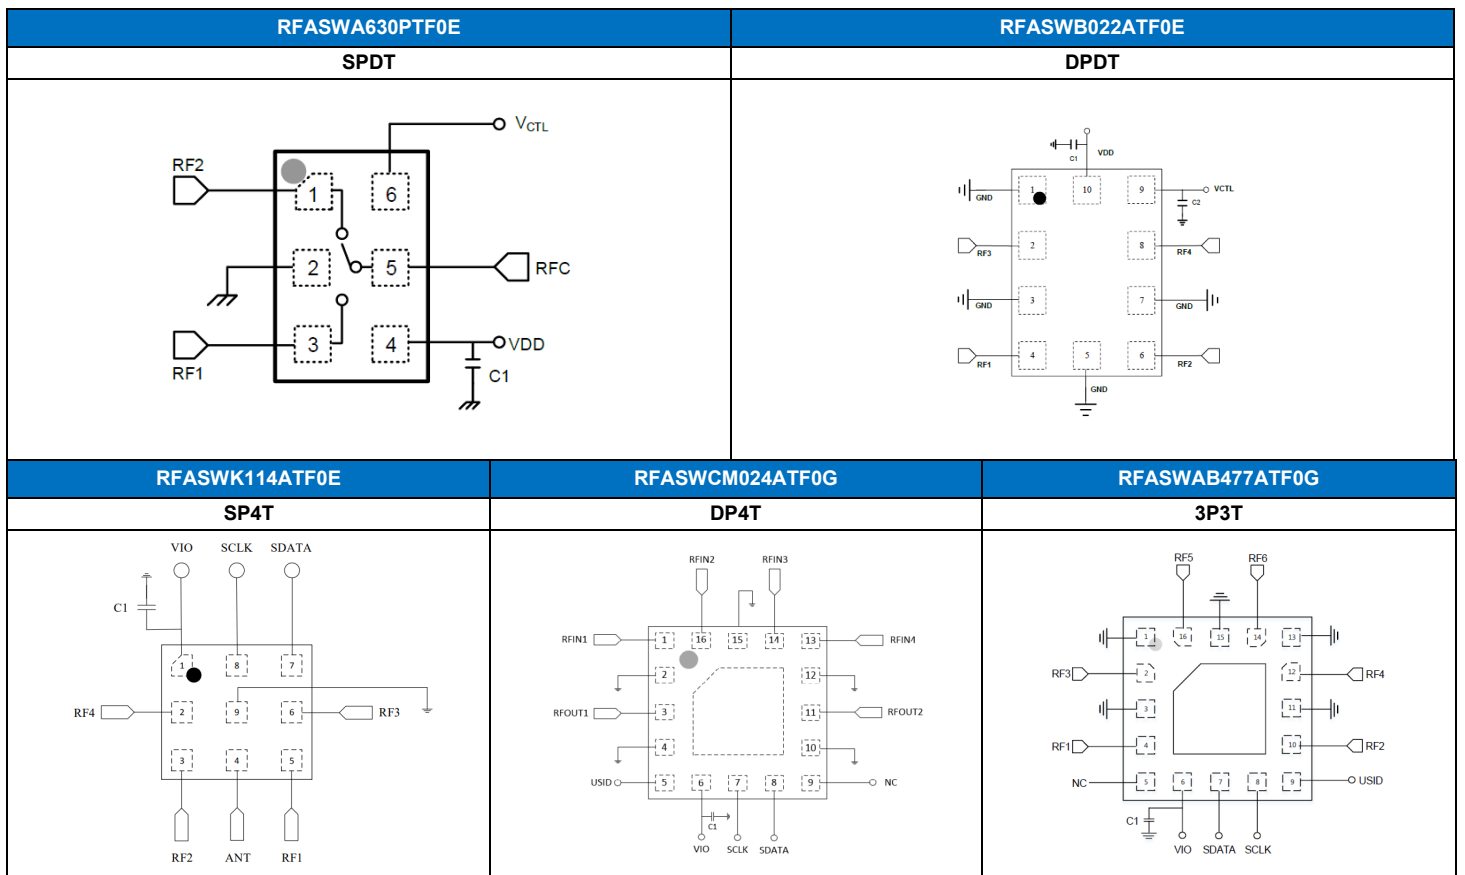 RFASWA630PTF0E
RFASWB022ATF0E
SPDT
DPDT
VCTL
RF2
1
6
2
5
RFC
3
4
VDD
RF1
C1
C1
VDD
GND
1
10
9
VCTL
C2
RF3
2
8
RF4
GND
3
7
GND
RF1
4
5
6
RF2
GND
RFASWK114ATF0E
RFASWCM024ATF0G
RFASWAB477ATF0G
SP4T
DP4T
3P3T
VIO
SCLK
SDATA
C1
1
8
7
RF4
2
9
6
RF3
3
4
5
RF2
ANT
RF1
RFIN2
RFIN3
RFIN1
1
16
15
14
13
RFIN4
2
12
RFOUT1
3
11
RFOUT2
4
10
USID
5
6
7
8
9
NC
C1
VIO
SCLK
SDATA
RF5
RF6
1
16
15
14
13
RF3
2
12
RF4
3
11
RF1
4
10
RF2
NC
5
6
7
8
9
USID
C1
VIO
SDATA
SCLK